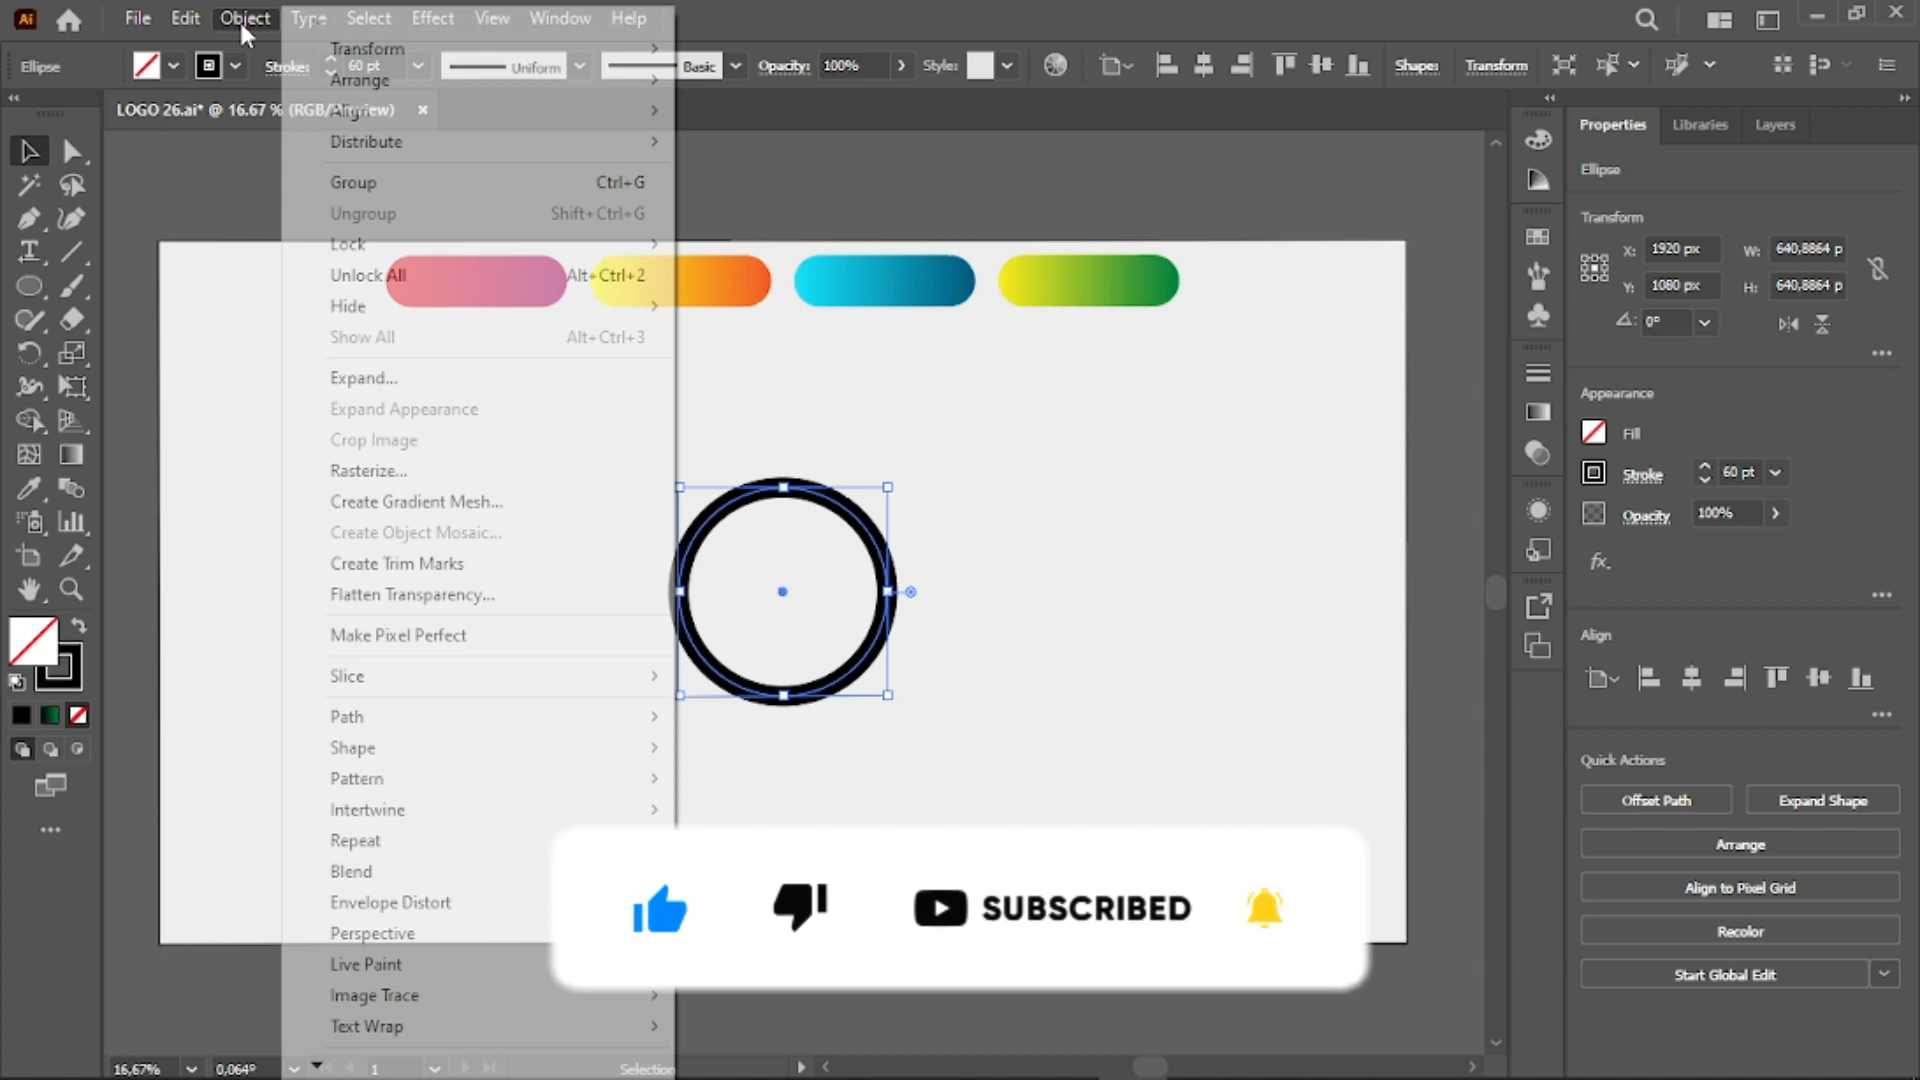 Ai File Edit Object Type Select Effect View Window Help
Ellipse Stroke: 60 pt Uniform Basic Opacity: 100% Style: Shape: Transform
LOGO 26.ai* @ 16.67 % (RGB/Preview)
Transform
Arrange
Align
Distribute
Group Ctrl+G
Ungroup Shift+Ctrl+G
Lock
Unlock All Alt+Ctrl+2
Hide
Show All Alt+Ctrl+3
Expand...
Expand Appearance
Crop Image
Rasterize...
Create Gradient Mesh...
Create Object Mosaic...
Create Trim Marks
Flatten Transparency...
Make Pixel Perfect
Slice
Path
Shape
Pattern
Intertwine
Repeat
Blend
Envelope Distort
Perspective
Live Paint
Image Trace
Text Wrap
SUBSCRIBED
Properties Libraries Layers
Ellipse
Transform
X: 1920 px W: 640,8864 p
Y: 1080 px H: 640,8864 p
0°
Appearance
Fill
Stroke 60 pt
Opacity 100%
fx.
Align
Quick Actions
Offset Path Expand Shape
Arrange
Align to Pixel Grid
Recolor
Start Global Edit
16,67% 0,064° 1 Selection